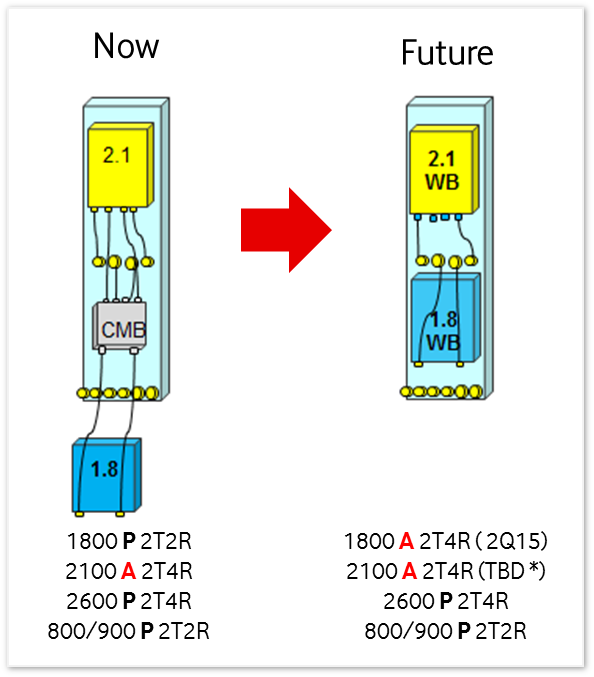 Now
Future
2.1
2.1
WB
CMB
1.8
WB
1.8
1800 P 2T2R
2100 A 2T4R
2600 P 2T4R
800/900 P 2T2R
1800 A 2T4R ( 2Q15)
2100 A 2T4R (TBD *)
2600 P 2T4R
800/900 P 2T2R